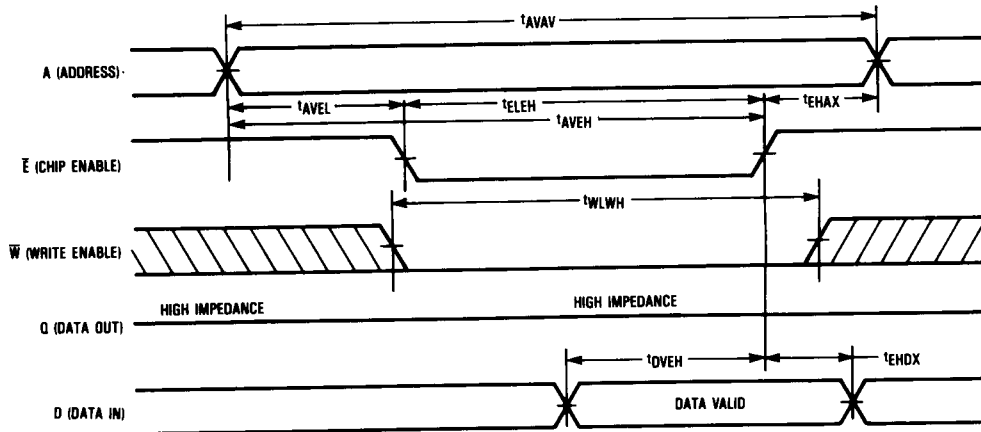 tAVAV
A (ADDRESS)
tAVEL
tELEH
tEHAX
tAVEH
E̅ (CHIP ENABLE)
tWLWH
W̅ (WRITE ENABLE)
HIGH IMPEDANCE
HIGH IMPEDANCE
Q (DATA OUT)
tDVEH
tEHDX
D (DATA IN)
DATA VALID